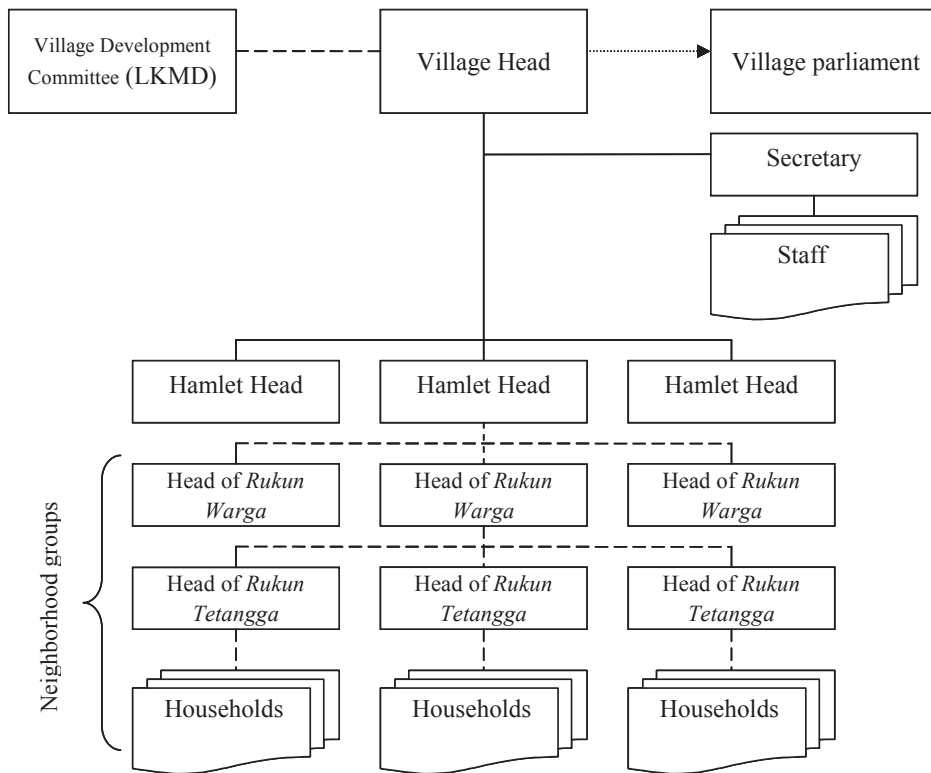 Village Development
Committee (LKMD)
Village Head
Village parliament
Secretary
Staff
Hamlet Head
Hamlet Head
Hamlet Head
Neighborhood groups
Head of Rukun
Warga
Head of Rukun
Warga
Head of Rukun
Warga
Head of Rukun
Tetangga
Head of Rukun
Tetangga
Head of Rukun
Tetangga
Households
Households
Households